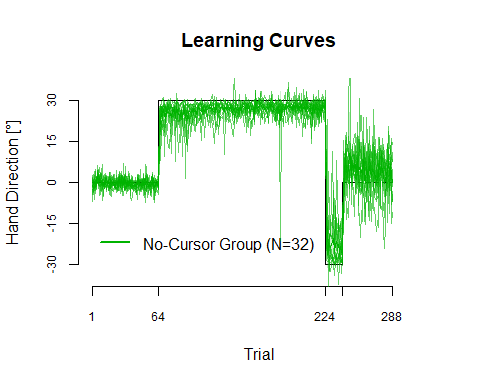 Learning Curves
Hand Direction [°]
30
15
0
-15
-30
No-Cursor Group (N=32)
1 64 224 288
Trial